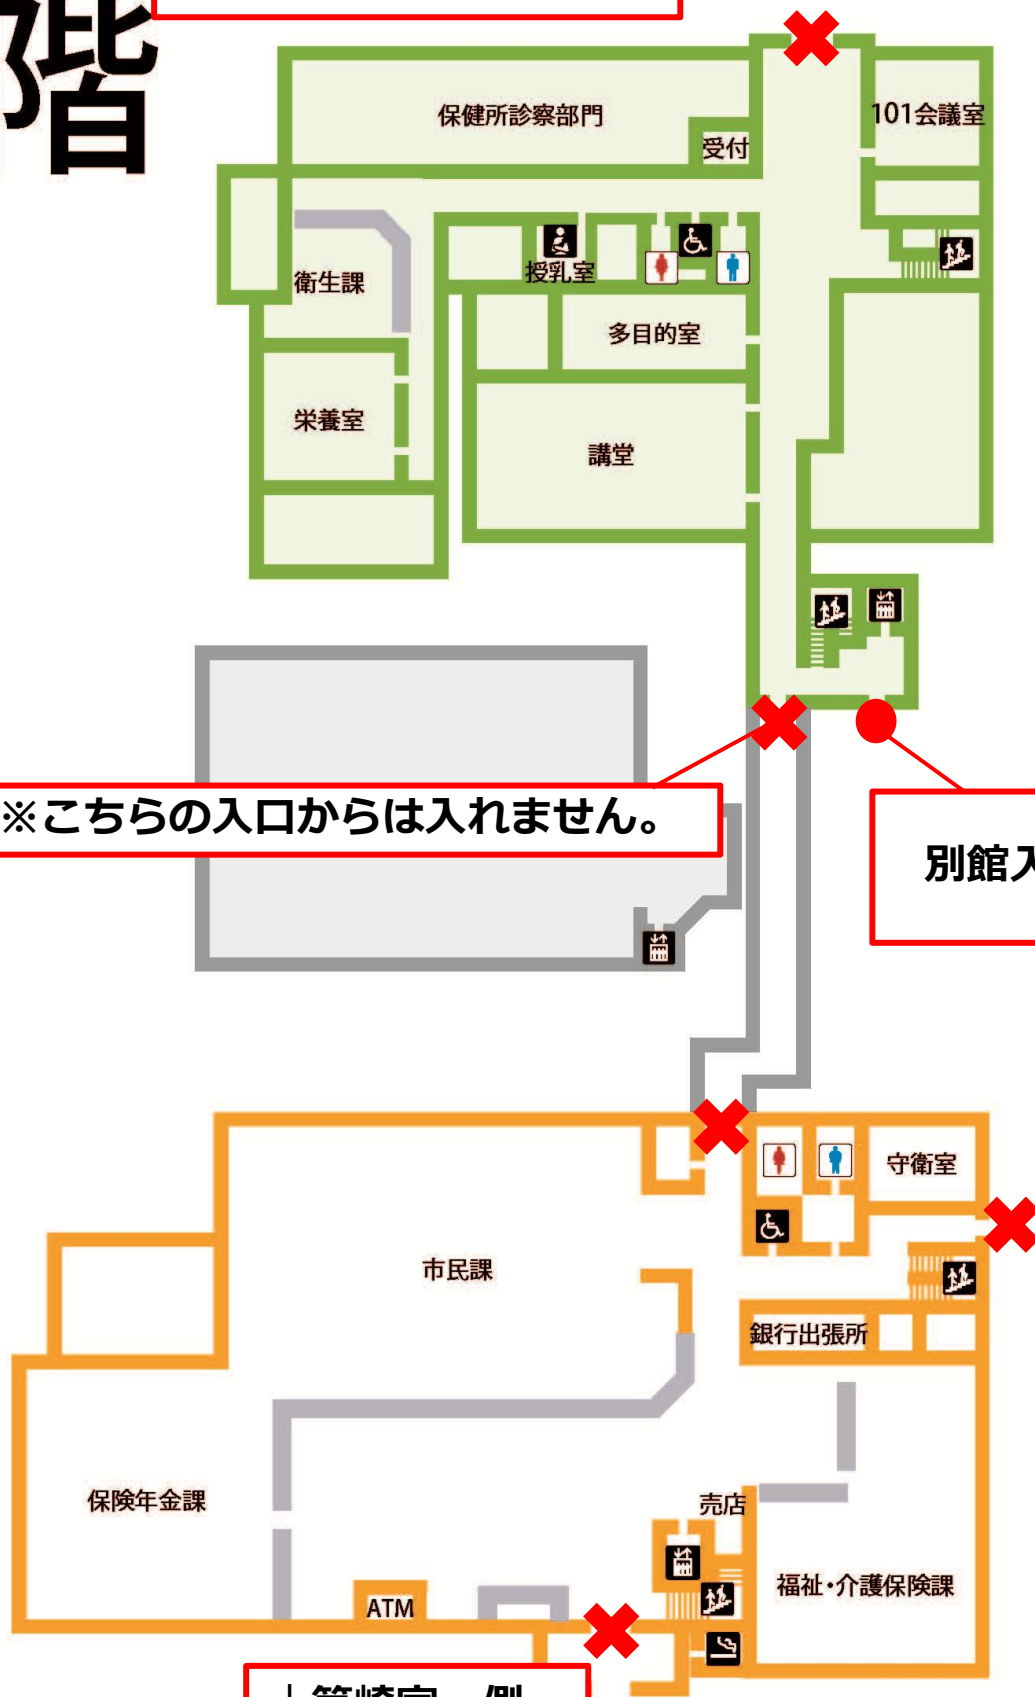 階
保健所診察部門
101会議室
受付
衛生課
授乳室
多目的室
栄養室
講堂
※こちらの入口からは入れません。
別館入
守衛室
市民課
銀行出張所
保険年金課
売店
福祉・介護保険課
ATM